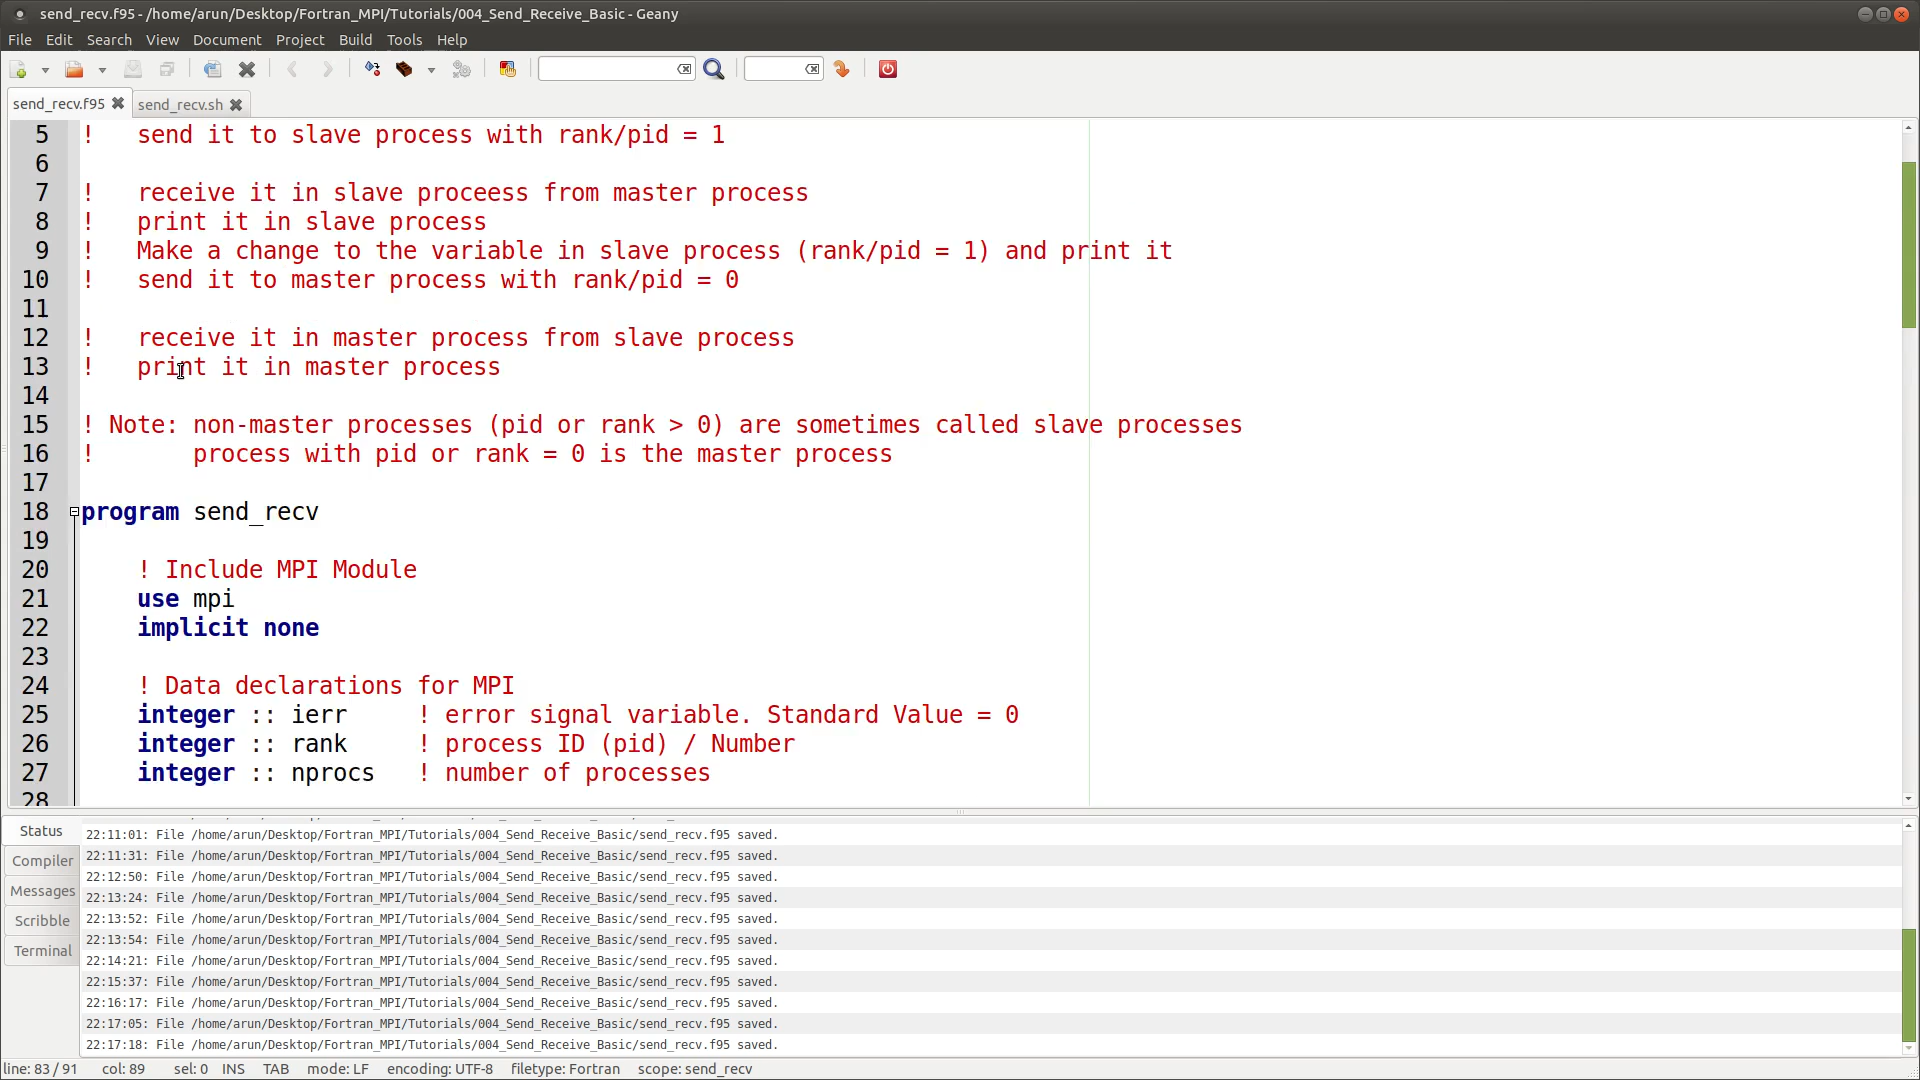 send_recv.f95 - /home/arun/Desktop/Fortran_MPI/Tutorials/004_Send_Receive_Basic - Geany
File Edit Search View Document Project Build Tools Help
send_recv.f95 send_recv.sh
5 ! send it to slave process with rank/pid = 1
6
7 ! receive it in slave proceess from master process
8 ! print it in slave process
9 ! Make a change to the variable in slave process (rank/pid = 1) and print it
10 ! send it to master process with rank/pid = 0
11
12 ! receive it in master process from slave process
13 ! print it in master process
14
15 ! Note: non-master processes (pid or rank > 0) are sometimes called slave processes
16 ! process with pid or rank = 0 is the master process
17
18 program send_recv
19
20 ! Include MPI Module
21 use mpi
22 implicit none
23
24 ! Data declarations for MPI
25 integer :: ierr ! error signal variable. Standard Value = 0
26 integer :: rank ! process ID (pid) / Number
27 integer :: nprocs ! number of processes
28
Status
Compiler
Messages
Scribble
Terminal
22:11:01: File /home/arun/Desktop/Fortran_MPI/Tutorials/004_Send_Receive_Basic/send_recv.f95 saved.
22:11:31: File /home/arun/Desktop/Fortran_MPI/Tutorials/004_Send_Receive_Basic/send_recv.f95 saved.
22:12:50: File /home/arun/Desktop/Fortran_MPI/Tutorials/004_Send_Receive_Basic/send_recv.f95 saved.
22:13:24: File /home/arun/Desktop/Fortran_MPI/Tutorials/004_Send_Receive_Basic/send_recv.f95 saved.
22:13:52: File /home/arun/Desktop/Fortran_MPI/Tutorials/004_Send_Receive_Basic/send_recv.f95 saved.
22:13:54: File /home/arun/Desktop/Fortran_MPI/Tutorials/004_Send_Receive_Basic/send_recv.f95 saved.
22:14:21: File /home/arun/Desktop/Fortran_MPI/Tutorials/004_Send_Receive_Basic/send_recv.f95 saved.
22:15:37: File /home/arun/Desktop/Fortran_MPI/Tutorials/004_Send_Receive_Basic/send_recv.f95 saved.
22:16:17: File /home/arun/Desktop/Fortran_MPI/Tutorials/004_Send_Receive_Basic/send_recv.f95 saved.
22:17:05: File /home/arun/Desktop/Fortran_MPI/Tutorials/004_Send_Receive_Basic/send_recv.f95 saved.
22:17:18: File /home/arun/Desktop/Fortran_MPI/Tutorials/004_Send_Receive_Basic/send_recv.f95 saved.
line: 83 / 91 col: 89 sel: 0 INS TAB mode: LF encoding: UTF-8 filetype: Fortran scope: send_recv